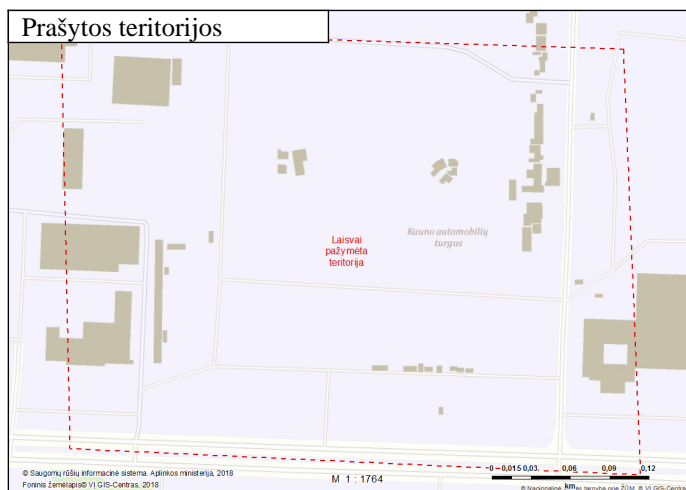 Prašytos teritorijos
Laisvai
pažymėta
teritorija
Kauno automobilių
turgus
© Saugomų rūšių informacinė sistema. Aplinkos ministerija, 2018
Foninis žemėlapis© VĮ GIS-Centras, 2018
M 1 : 1764
0 0,015 0,03 0,06 0,09 0,12
km
© Nacionalinė